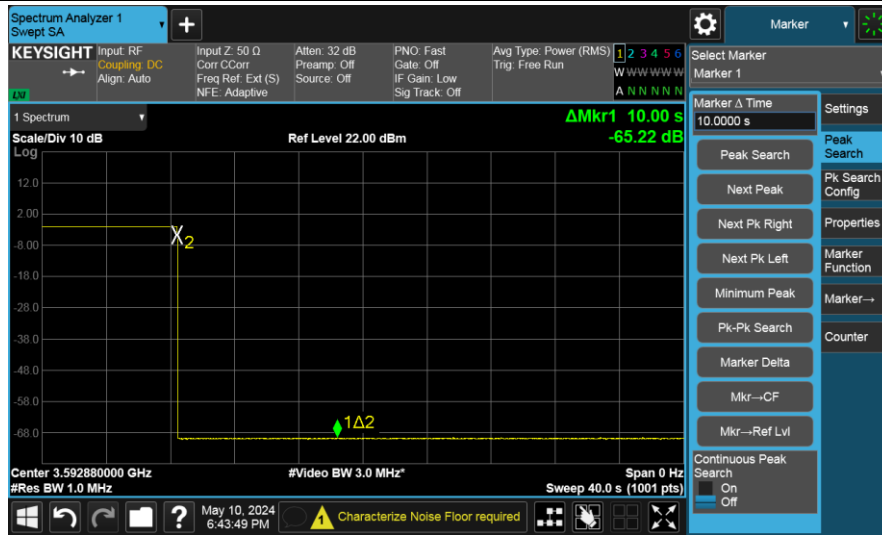 Spectrum Analyzer 1
Swept SA
+
Marker
KEYSIGHT
Input: RF
Coupling: DC
Align: Auto
Input Z: 50 Ω
Corr CCorr
Freq Ref: Ext (S)
NFE: Adaptive
Atten: 32 dB
Preamp: Off
Source: Off
PNO: Fast
Gate: Off
IF Gain: Low
Sig Track: Off
Avg Type: Power (RMS)
Trig: Free Run
1 2 3 4 5 6
W W W W W W
A N N N N N
LXI
Select Marker
Marker 1
1 Spectrum
ΔMkr1 10.00 s
Scale/Div 10 dB
Ref Level 22.00 dBm
-65.22 dB
Log
12.0
2.00
-8.00
-18.0
-28.0
-38.0
-48.0
-58.0
-68.0
2
1Δ2
Center 3.592880000 GHz
#Video BW 3.0 MHz*
Span 0 Hz
#Res BW 1.0 MHz
Sweep 40.0 s (1001 pts)
Marker Δ Time
10.0000 s
Peak Search
Next Peak
Next Pk Right
Next Pk Left
Minimum Peak
Pk-Pk Search
Marker Delta
Mkr→CF
Mkr→Ref Lvl
Continuous Peak
Search
On
Off
Settings
Peak
Search
Pk Search
Config
Properties
Marker
Function
Marker→
Counter
?
May 10, 2024
6:43:49 PM
1
Characterize Noise Floor required